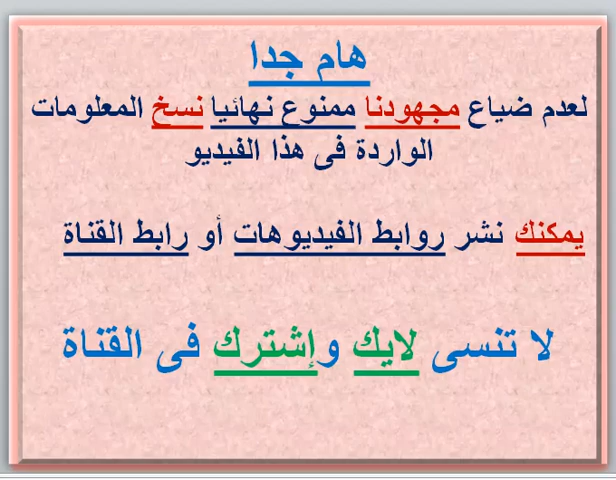 هام جدا
لعدم ضياع مجهودنا ممنوع نهائيا نسخ المعلومات
الواردة فى هذا الفيديو
يمكنك نشر روابط الفيديوهات أو رابط القناة
لا تنسى لايك وإشترك فى القناة